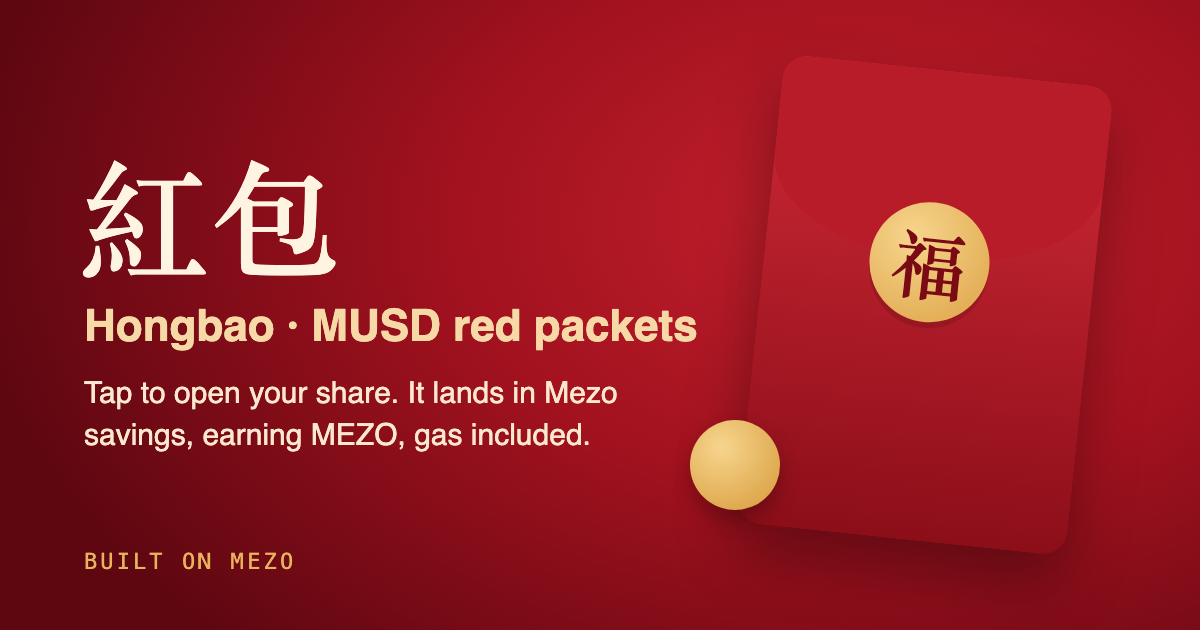 紅包
Hongbao · MUSD red packets
Tap to open your share. It lands in Mezo
savings, earning MEZO, gas included.
BUILT ON MEZO
福